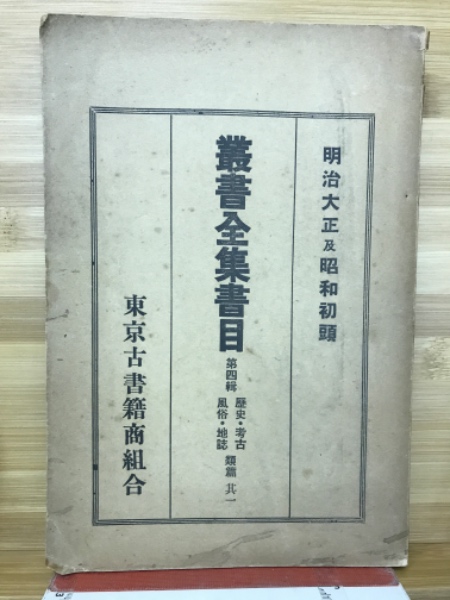 明治大正及昭和初頭
叢書全集書目
第四輯 歴史・考古
風俗・地誌 類篇 其一
東京古書籍商組合